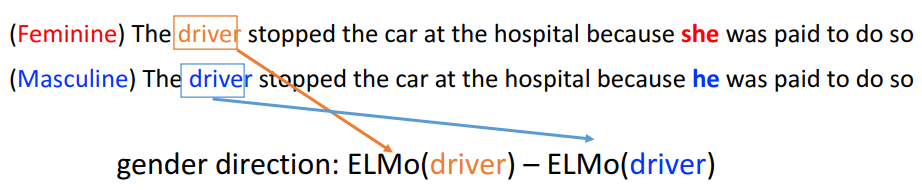 (Feminine) The driver stopped the car at the hospital because she was paid to do so
(Masculine) The driver stopped the car at the hospital because he was paid to do so
gender direction: ELMo(driver) – ELMo(driver)